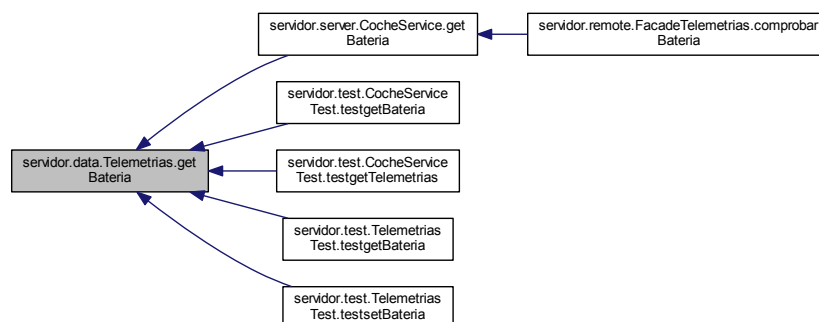 servidor.server.CocheService.get
Bateria
servidor.remote.FacadeTelemetrias.comprobar
Bateria
servidor.test.CocheService
Test.testgetBateria
servidor.data.Telemetrias.get
Bateria
servidor.test.CocheService
Test.testgetTelemetrias
servidor.test.Telemetrias
Test.testgetBateria
servidor.test.Telemetrias
Test.testsetBateria